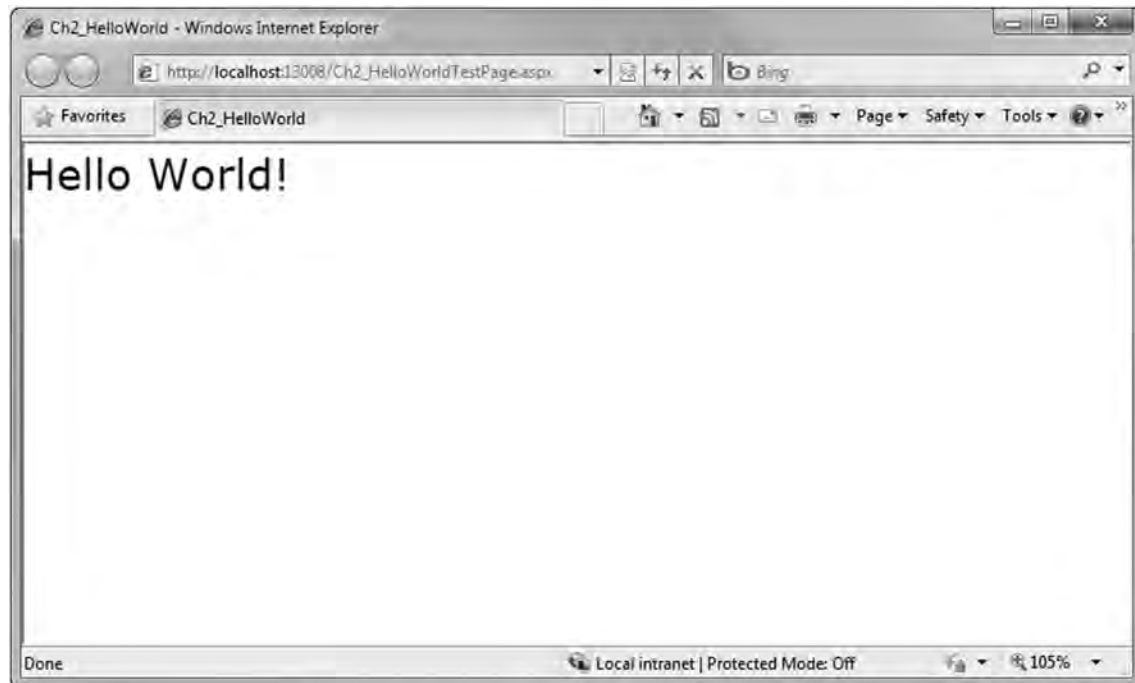 Ch2_HelloWorld - Windows Internet Explorer
http://localhost:13008/Ch2_HelloWorldTestPage.aspx Bing
Favorites Ch2_HelloWorld Page Safety Tools
Hello World!
Done Local intranet | Protected Mode: Off 105%